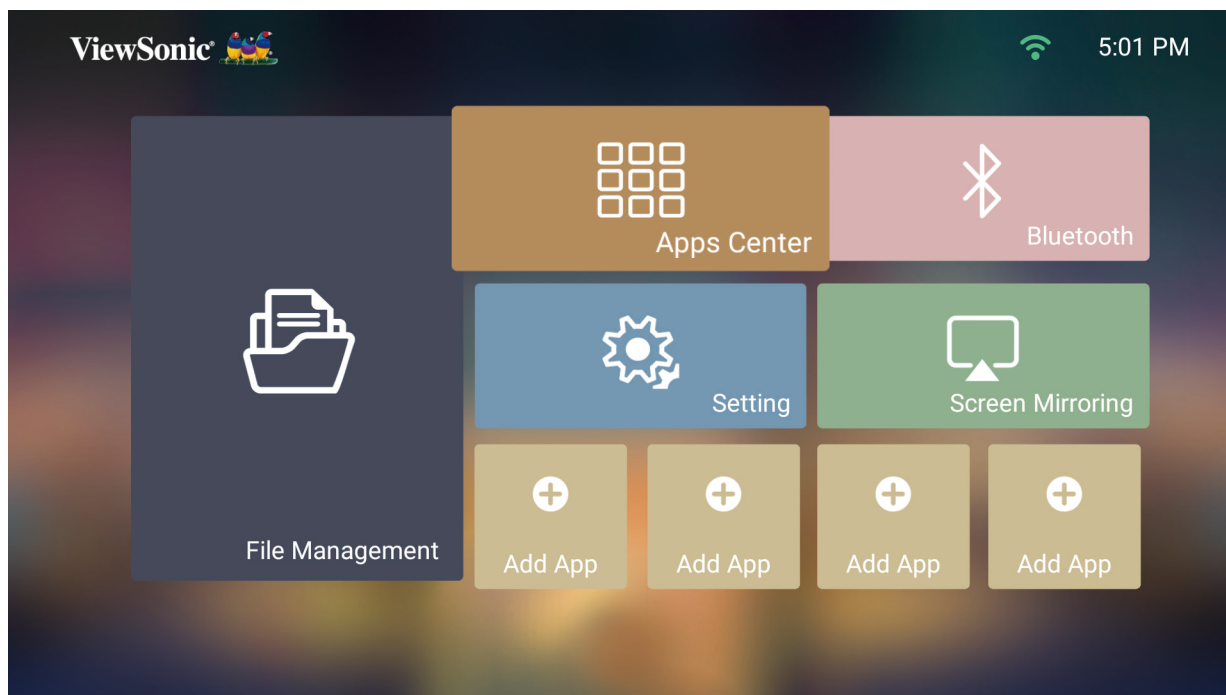 ViewSonic®
5:01 PM
Apps Center
Bluetooth
Setting
Screen Mirroring
File Management
Add App
Add App
Add App
Add App